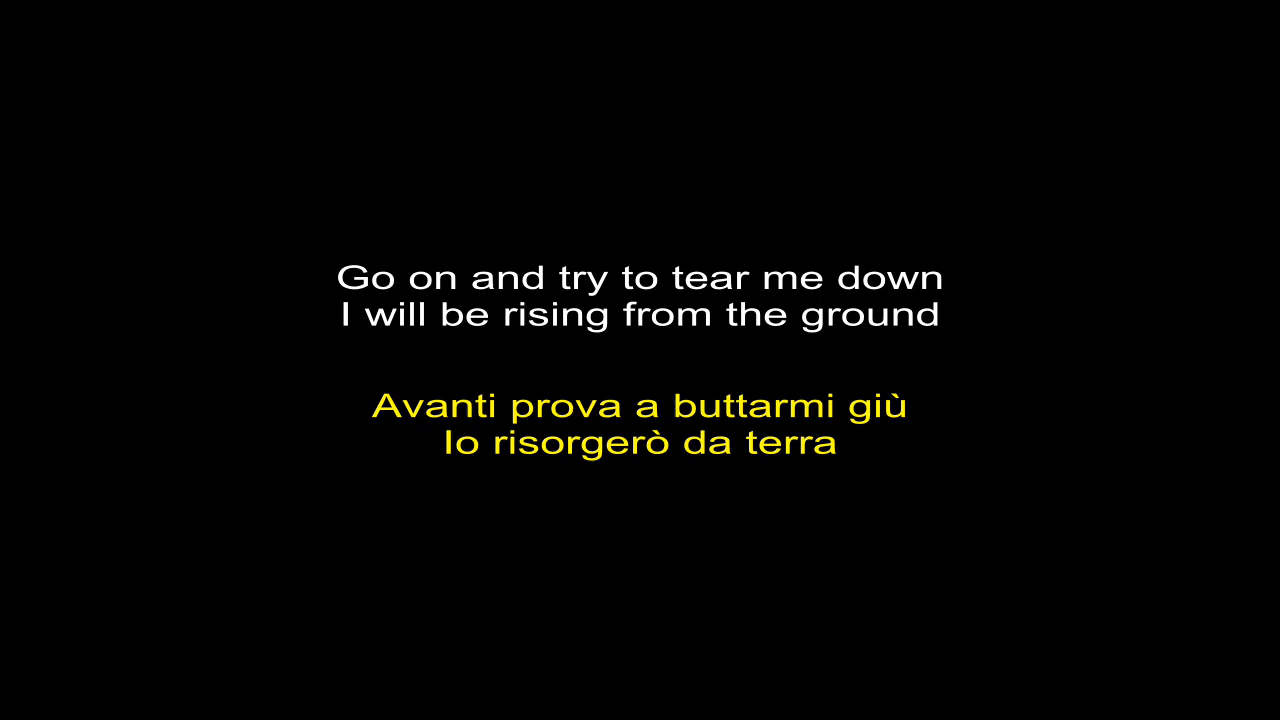 Go on and try to tear me down
I will be rising from the ground
Avanti prova a buttarmi giù
Io risorgerò da terra